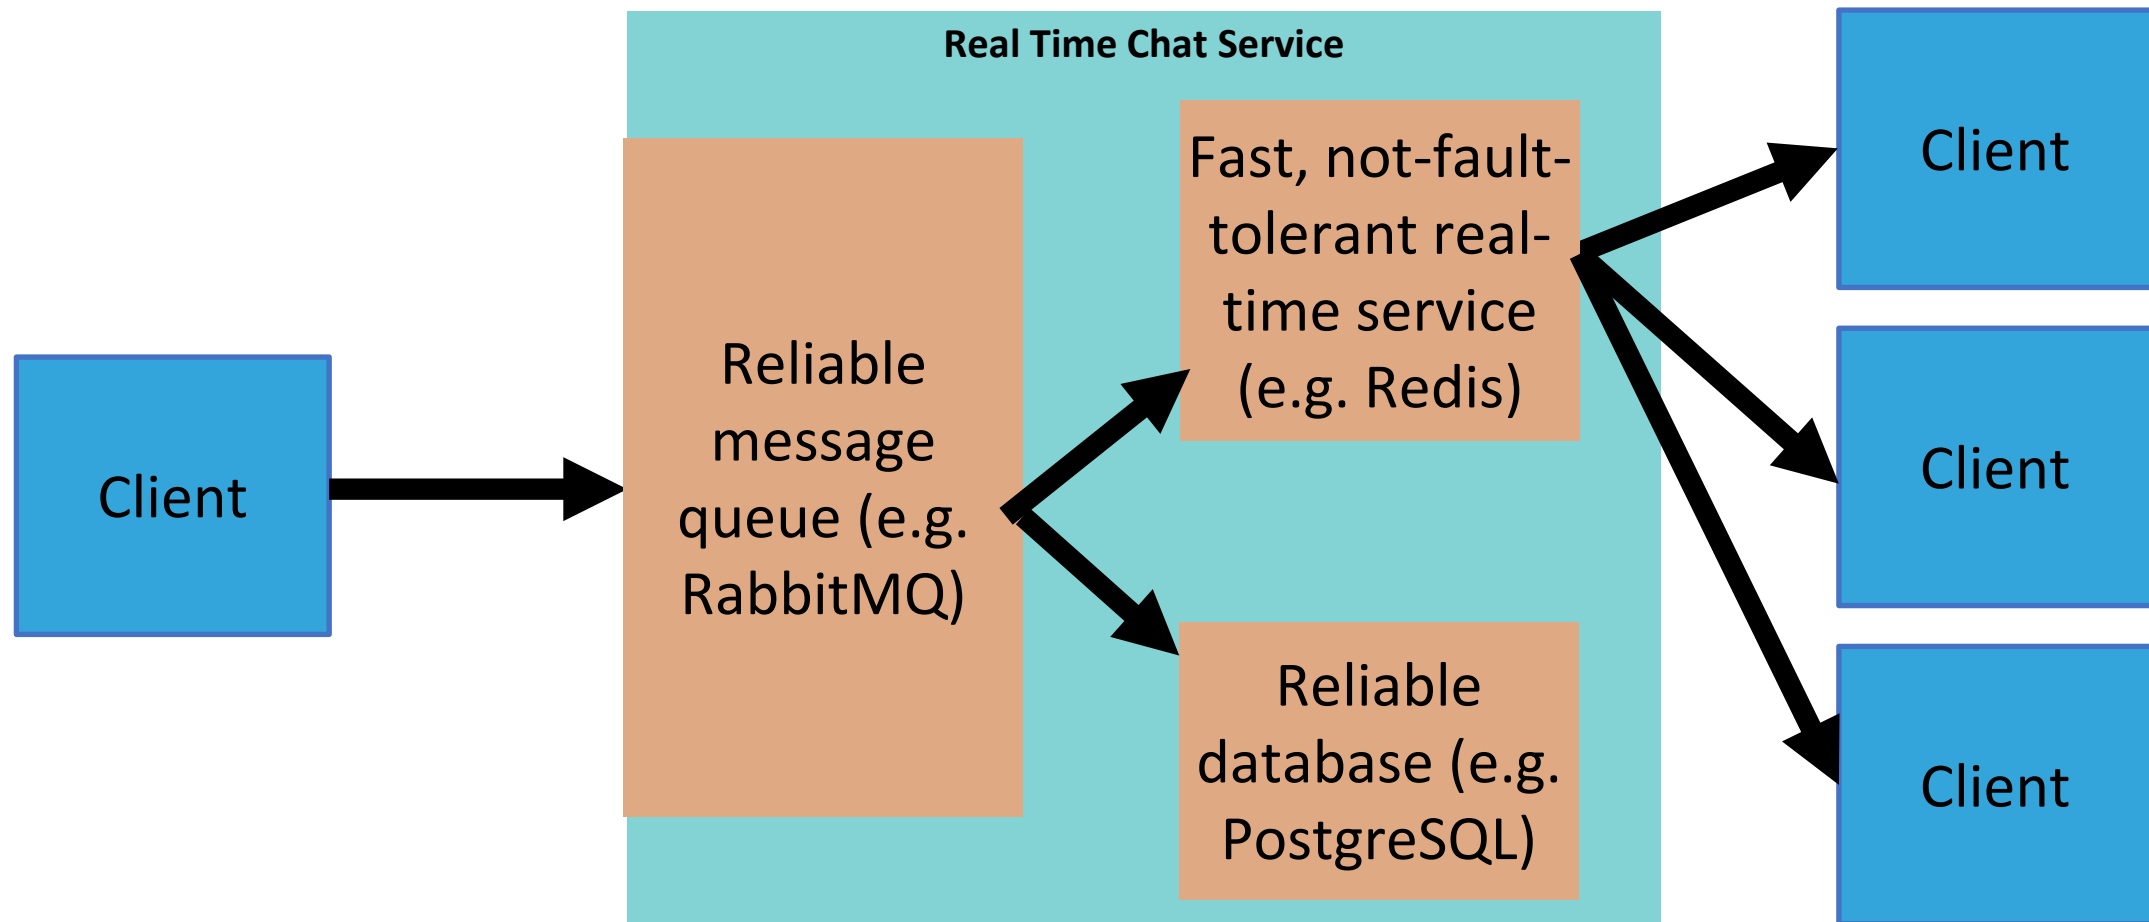 Real Time Chat Service
Client
Reliable
message
queue (e.g.
RabbitMQ)
Fast, not-fault-
tolerant real-
time service
(e.g. Redis)
Reliable
database (e.g.
PostgreSQL)
Client
Client
Client